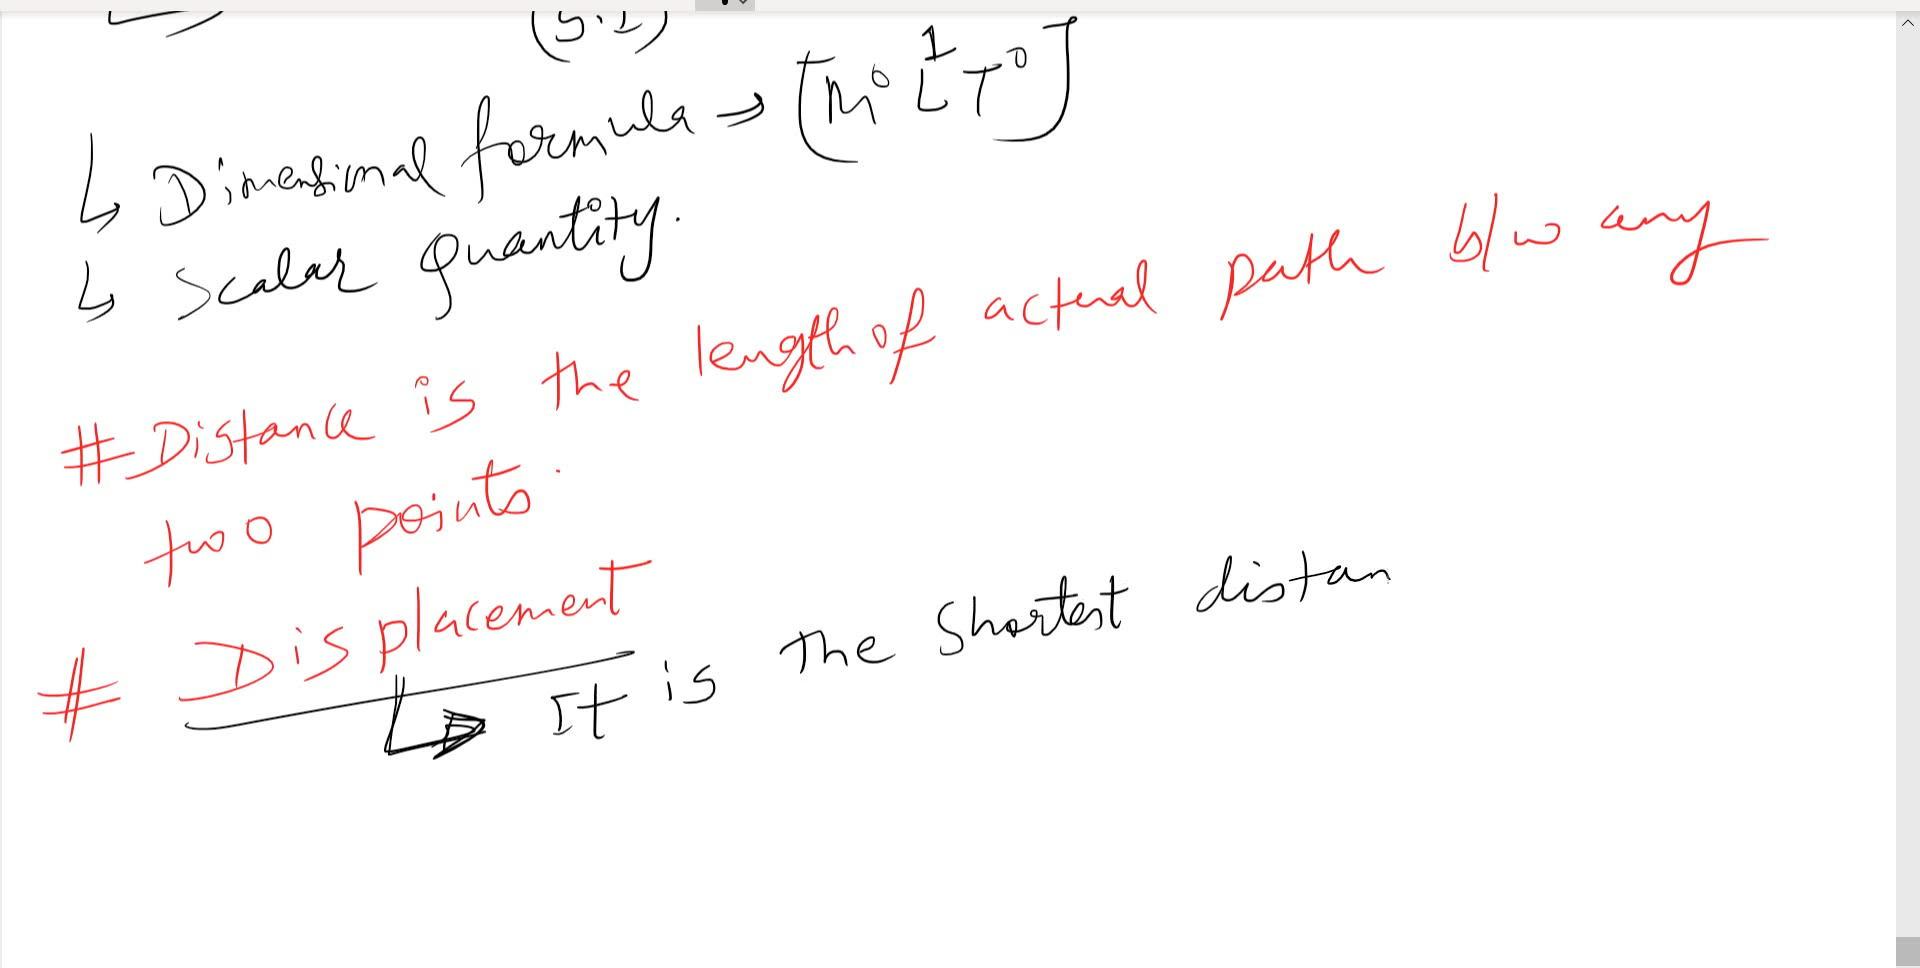 (S.I)
↳ Dimensional formula ⇒ [M⁰ L¹ T⁰]
↳ Scalar Quantity.
# Distance is the length of actual path b/w any
two points.
# Displacement
↳ It is the Shortest distan